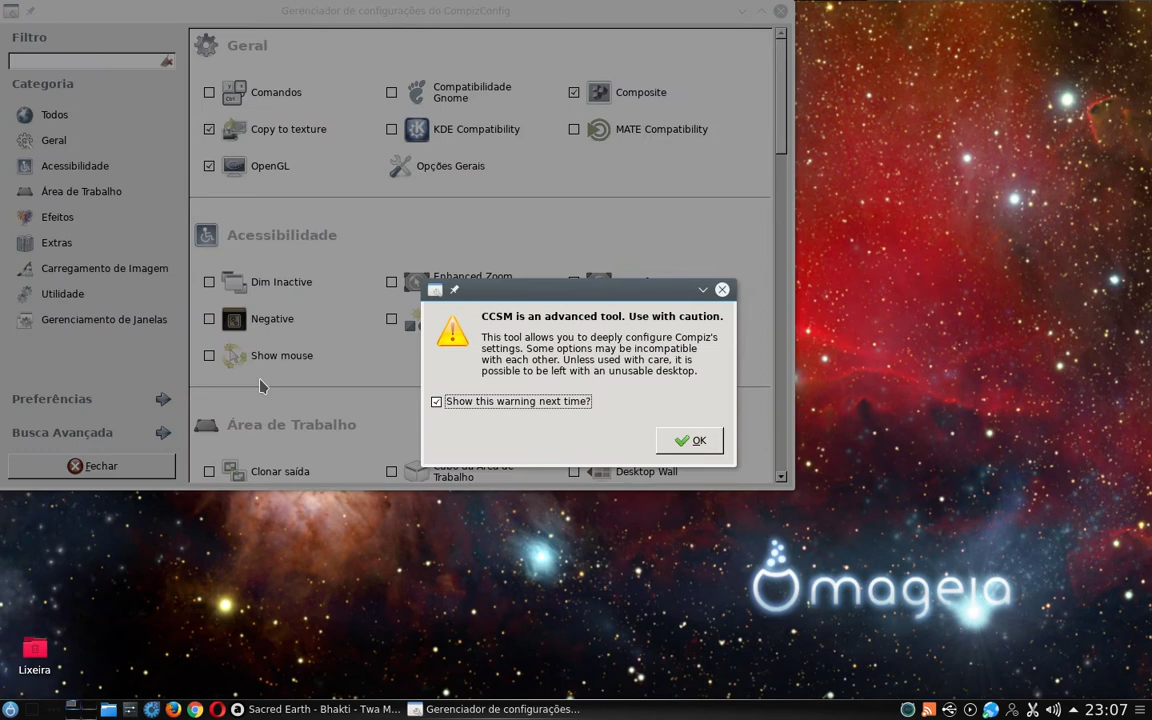 Gerenciador de configurações do CompizConfig
Filtro
Categoria
Todos
Geral
Acessibilidade
Área de Trabalho
Efeitos
Extras
Carregamento de Imagem
Utilidade
Gerenciamento de Janelas
Preferências
Busca Avançada
Fechar
Geral
Comandos
Compatibilidade
Gnome
Composite
Copy to texture
KDE Compatibility
MATE Compatibility
OpenGL
Opções Gerais
Acessibilidade
Dim Inactive
Enhanced Zoom
Negative
Show mouse
Área de Trabalho
Clonar saída
Cubo da Área de
Trabalho
Desktop Wall
CCSM is an advanced tool. Use with caution.
This tool allows you to deeply configure Compiz's
settings. Some options may be incompatible
with each other. Unless used with care, it is
possible to be left with an unusable desktop.
Show this warning next time?
OK
mageia
Lixeira
Sacred Earth - Bhakti - Twa M...
Gerenciador de configurações...
23:07